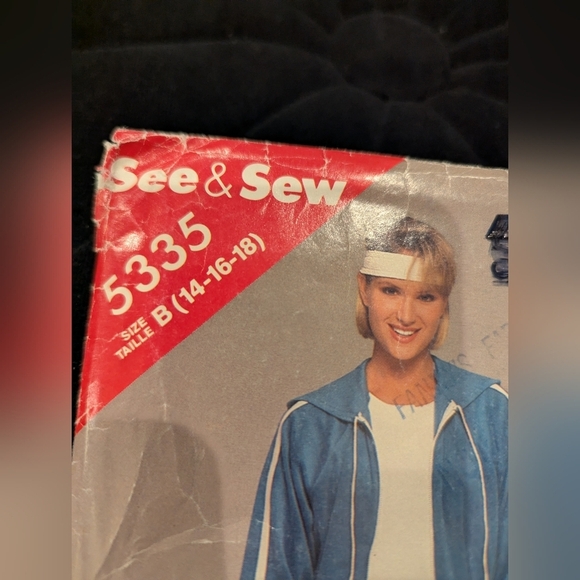 See & Sew
5335
SIZE
TAILLE B (14-16-18)